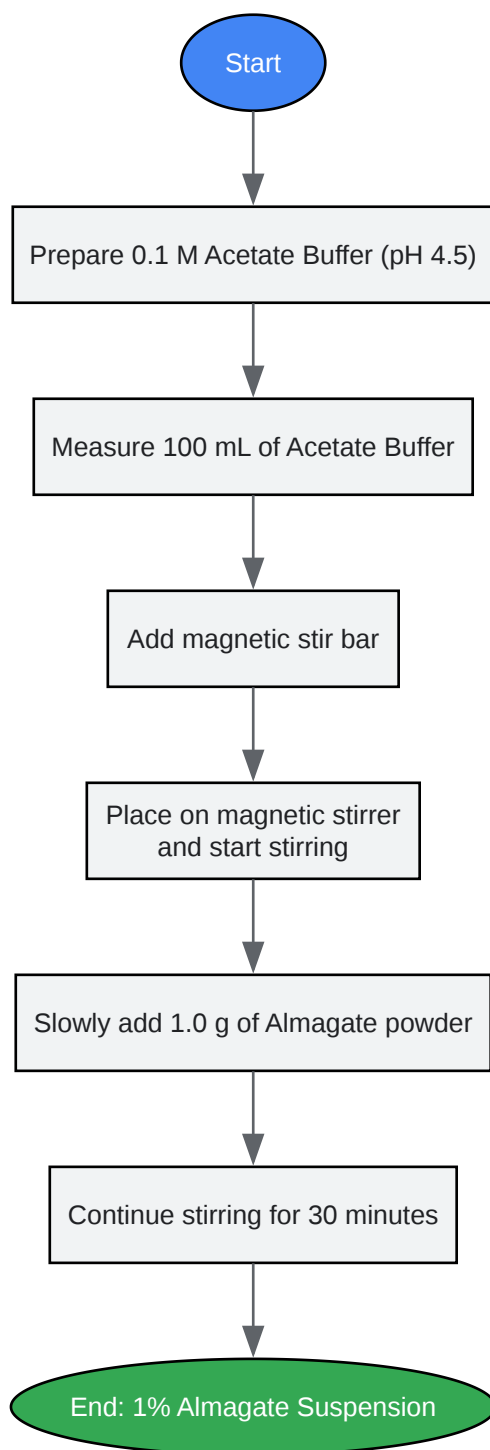 Start
Prepare 0.1 M Acetate Buffer (pH 4.5)
Measure 100 mL of Acetate Buffer
Add magnetic stir bar
Place on magnetic stirrer
and start stirring
Slowly add 1.0 g of Almagate powder
Continue stirring for 30 minutes
End: 1% Almagate Suspension